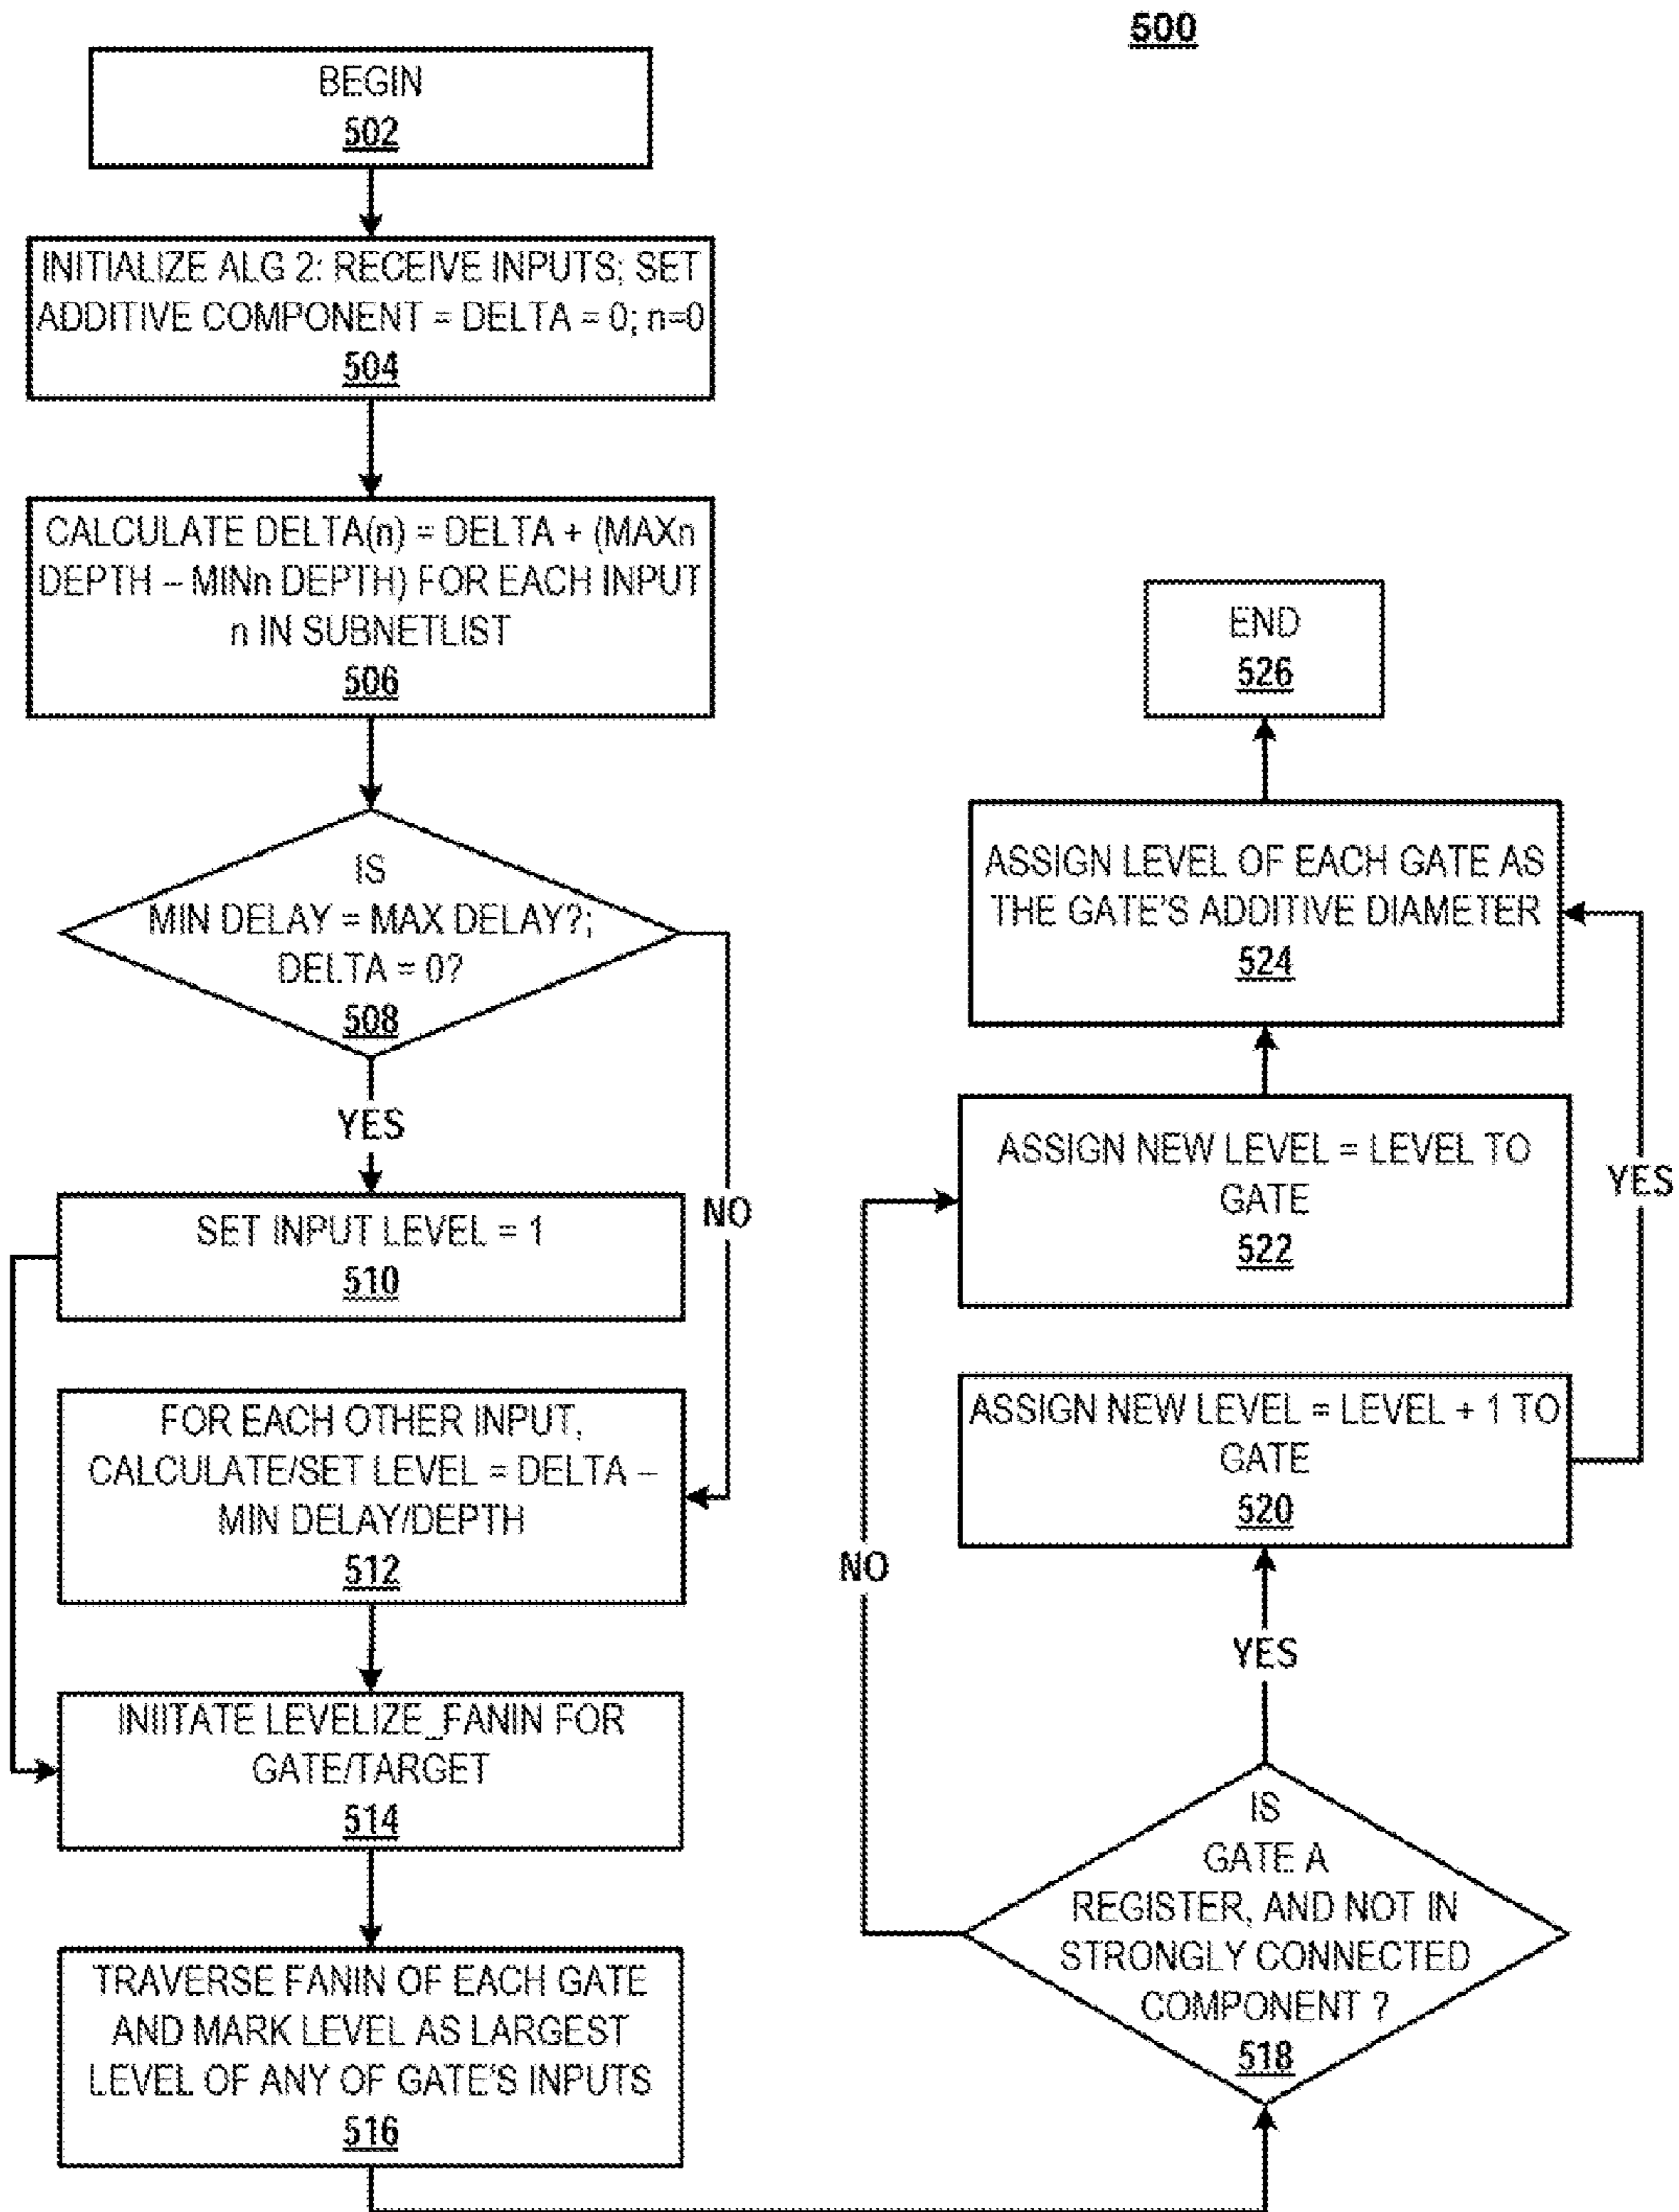 500
BEGIN
502
INITIALIZE ALG 2: RECEIVE INPUTS; SET
ADDITIVE COMPONENT = DELTA = 0; n=0
504
CALCULATE DELTA(n) = DELTA + (MAXn
DEPTH – MINn DEPTH) FOR EACH INPUT
n IN SUBNETLIST
506
IS
MIN DELAY = MAX DELAY?;
DELTA = 0?
508
YES
NO
SET INPUT LEVEL = 1
510
FOR EACH OTHER INPUT,
CALCULATE/SET LEVEL = DELTA –
MIN DELAY/DEPTH
512
INIITATE LEVELIZE_FANIN FOR
GATE/TARGET
514
TRAVERSE FANIN OF EACH GATE
AND MARK LEVEL AS LARGEST
LEVEL OF ANY OF GATE'S INPUTS
516
END
526
ASSIGN LEVEL OF EACH GATE AS
THE GATE'S ADDITIVE DIAMETER
524
ASSIGN NEW LEVEL = LEVEL TO
GATE
522
YES
ASSIGN NEW LEVEL = LEVEL + 1 TO
GATE
520
NO
YES
IS
GATE A
REGISTER, AND NOT IN
STRONGLY CONNECTED
COMPONENT ?
518